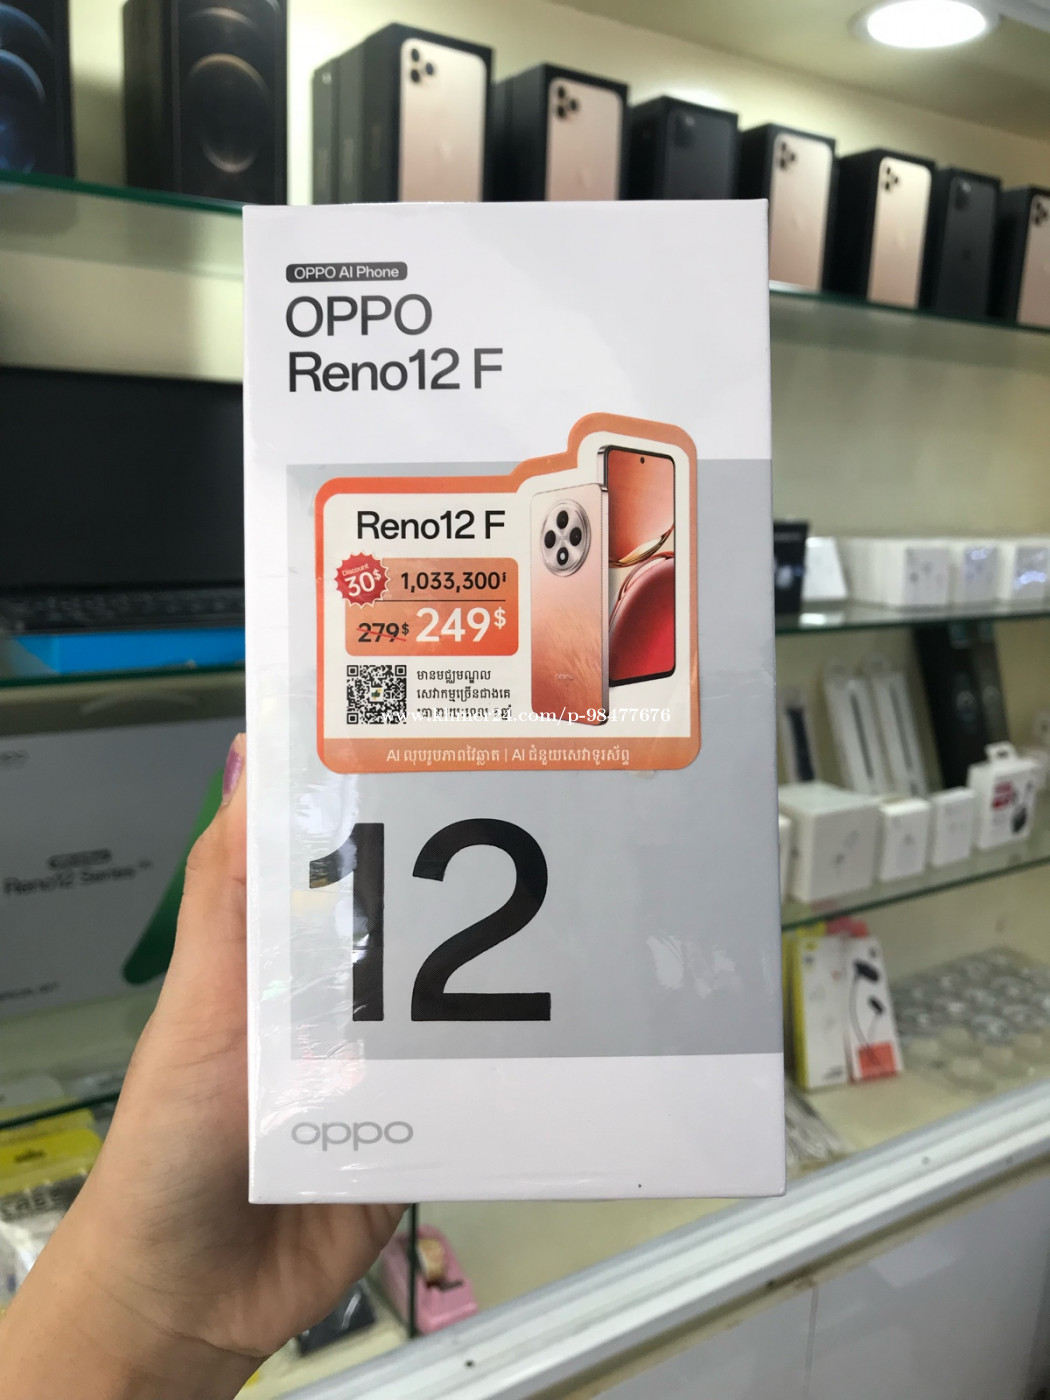 OPPO AI Phone
OPPO
Reno12 F
Reno12 F
Discount
30$
1,033,300៛
279$ 249$
មានមជ្ឈមណ្ឌល
សេវាកម្មច្រើនជាងគេ
www.khmer24.com/p-98477676
AI លុបរូបភាពវៃឆ្លាត | AI ជំនួយសេវាទូរស័ព្ទ
12
oppo
Reno12 Series